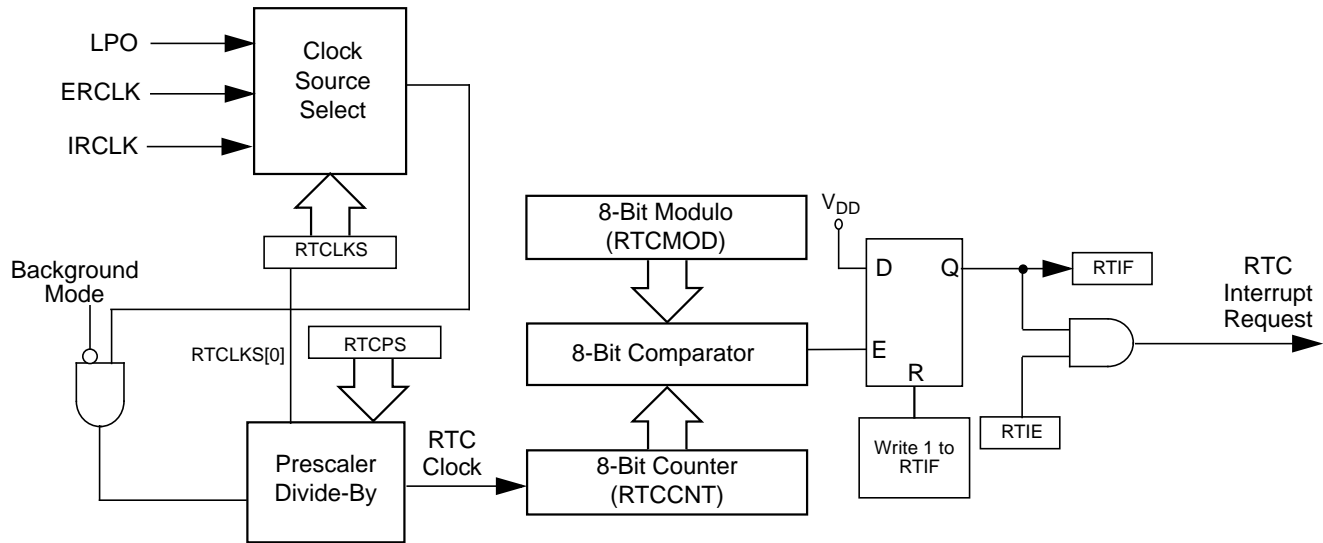 LPO
ERCLK
IRCLK
Clock
Source
Select
RTCLKS
Background
Mode
RTCLKS[0]
RTCPS
Prescaler
Divide-By
RTC
Clock
8-Bit Modulo
(RTCMOD)
8-Bit Comparator
8-Bit Counter
(RTCCNT)
VDD
D
Q
E
R
Write 1 to
RTIF
RTIF
RTIE
RTC
Interrupt
Request